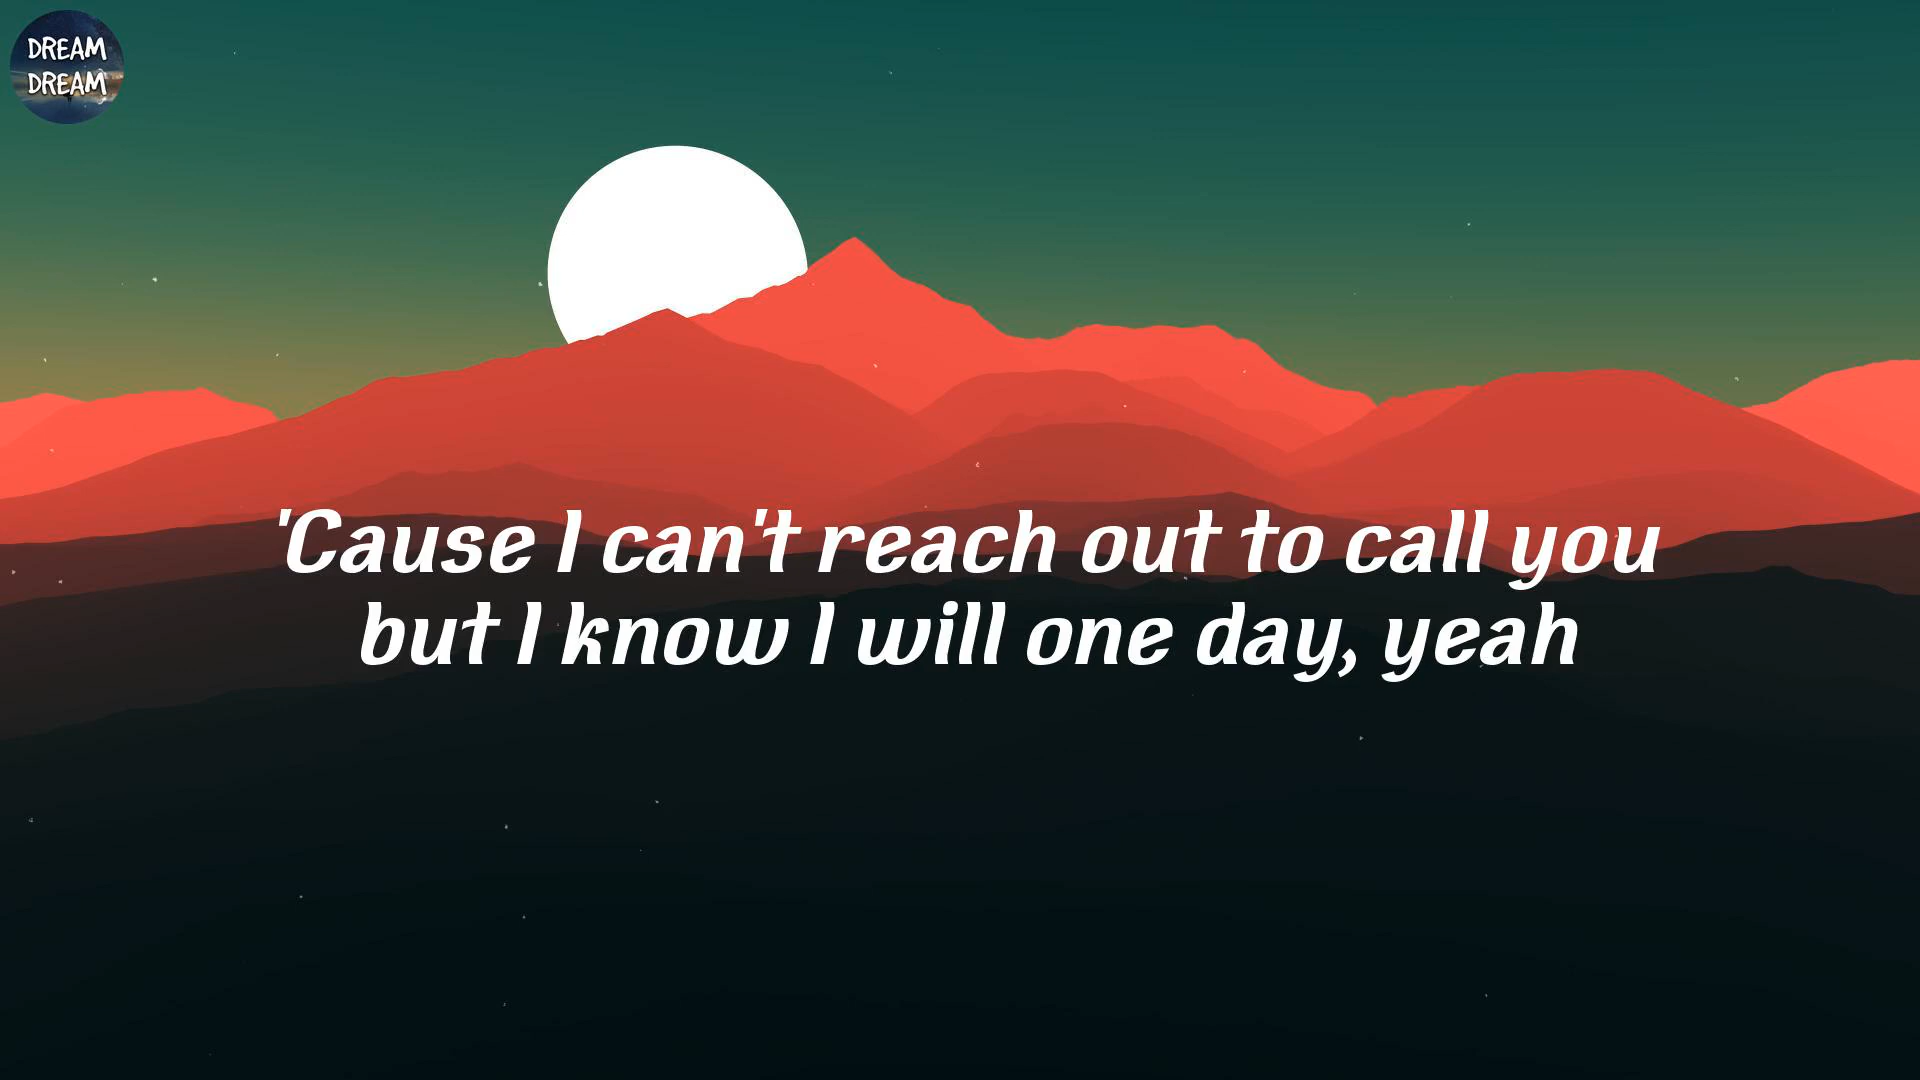 DREAM
DREAM
'Cause I can't reach out to call you
but I know I will one day, yeah